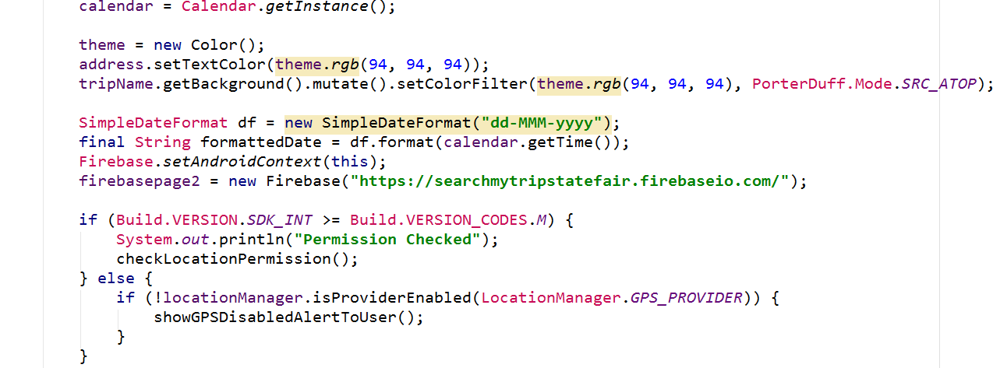 calendar = Calendar.getInstance();
theme = new Color();
address.setTextColor(theme.rgb(94, 94, 94));
tripName.getBackground().mutate().setColorFilter(theme.rgb(94, 94, 94), PorterDuff.Mode.SRC_ATOP);
SimpleDateFormat df = new SimpleDateFormat("dd-MMM-yyyy");
final String formattedDate = df.format(calendar.getTime());
Firebase.setAndroidContext(this);
firebasepage2 = new Firebase("https://searchmytripstatefair.firebaseio.com/");
if (Build.VERSION.SDK_INT >= Build.VERSION_CODES.M) {
System.out.println("Permission Checked");
checkLocationPermission();
} else {
if (!locationManager.isProviderEnabled(LocationManager.GPS_PROVIDER)) {
showGPSDisabledAlertToUser();
}
}